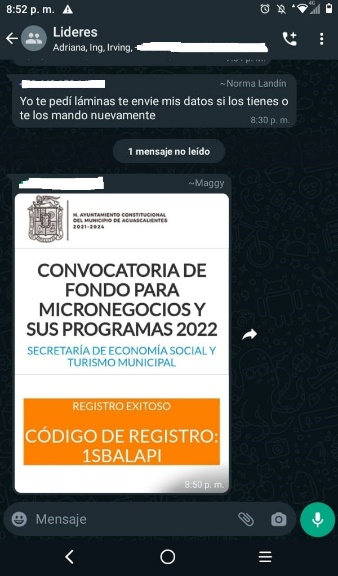 8:52 p. m.
Lideres
Adriana, Ing, Irving,
~Norma Landín
Yo te pedí láminas te envie mis datos si los tienes o
te los mando nuevamente
8:30 p. m.
1 mensaje no leído
~Maggy
H. AYUNTAMIENTO CONSTITUCIONAL
DEL MUNICIPIO DE AGUASCALIENTES
2021-2024
CONVOCATORIA DE
FONDO PARA
MICRONEGOCIOS Y
SUS PROGRAMAS 2022
SECRETARÍA DE ECONOMÍA SOCIAL Y
TURISMO MUNICIPAL
REGISTRO EXITOSO
CÓDIGO DE REGISTRO:
1SBALAPI
8:50 p. m.
Mensaje